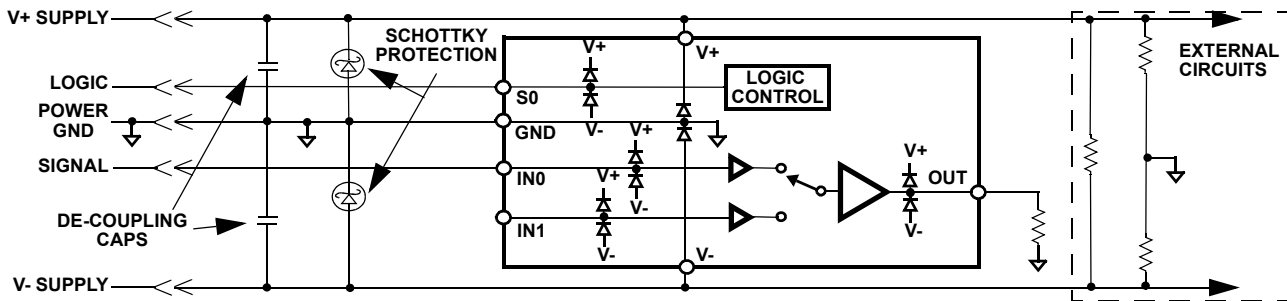 V+ SUPPLY
LOGIC
POWER
GND
SIGNAL
DE-COUPLING
CAPS
V- SUPPLY
SCHOTTKY
PROTECTION
V+
V+
S0
V-
LOGIC
CONTROL
GND
V+
IN0
V-
V+
IN1
V-
V+
OUT
V-
V-
EXTERNAL
CIRCUITS